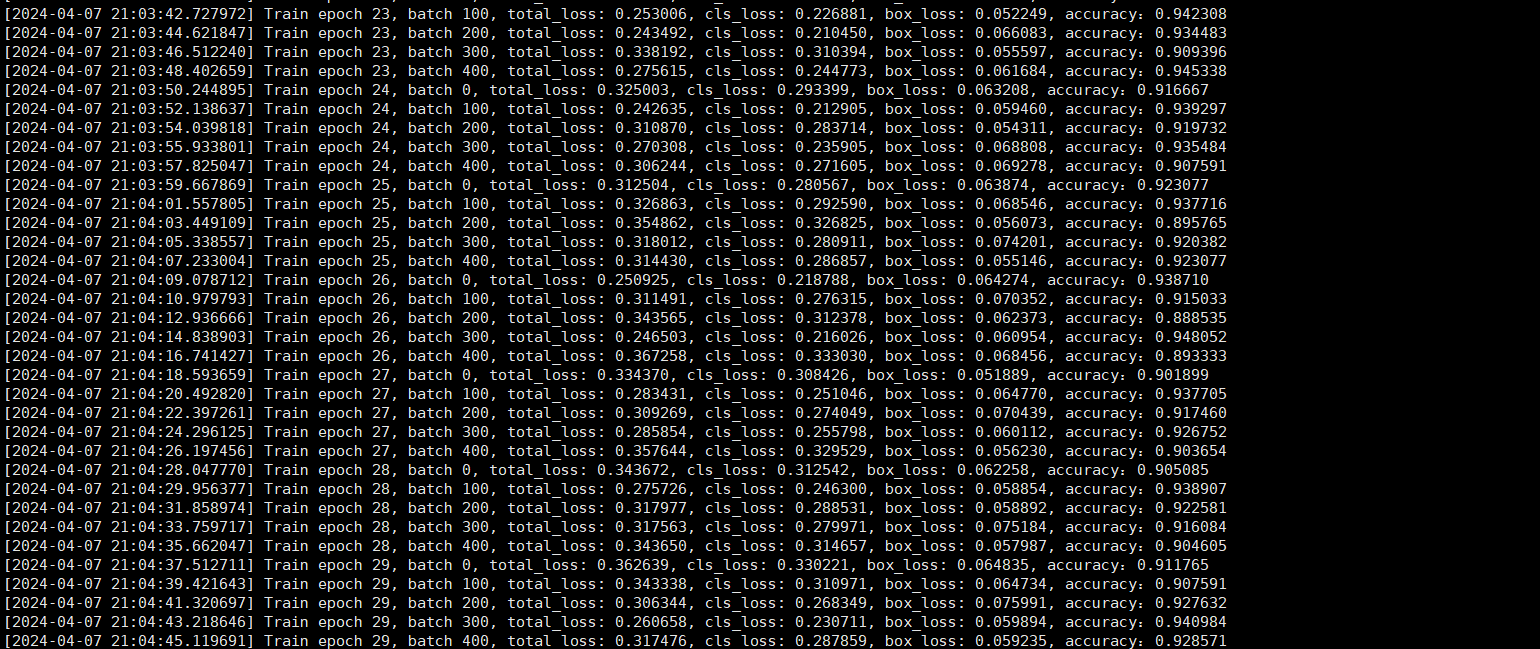 [2024-04-07 21:03:42.727972] Train epoch 23, batch 100, total_loss: 0.253006, cls_loss: 0.226881, box_loss: 0.052249, accuracy：0.942308
[2024-04-07 21:03:44.621847] Train epoch 23, batch 200, total_loss: 0.243492, cls_loss: 0.210450, box_loss: 0.066083, accuracy：0.934483
[2024-04-07 21:03:46.512240] Train epoch 23, batch 300, total_loss: 0.338192, cls_loss: 0.310394, box_loss: 0.055597, accuracy：0.909396
[2024-04-07 21:03:48.402659] Train epoch 23, batch 400, total_loss: 0.275615, cls_loss: 0.244773, box_loss: 0.061684, accuracy：0.945338
[2024-04-07 21:03:50.244895] Train epoch 24, batch 0, total_loss: 0.325003, cls_loss: 0.293399, box_loss: 0.063208, accuracy：0.916667
[2024-04-07 21:03:52.138637] Train epoch 24, batch 100, total_loss: 0.242635, cls_loss: 0.212905, box_loss: 0.059460, accuracy：0.939297
[2024-04-07 21:03:54.039818] Train epoch 24, batch 200, total_loss: 0.310870, cls_loss: 0.283714, box_loss: 0.054311, accuracy：0.919732
[2024-04-07 21:03:55.933801] Train epoch 24, batch 300, total_loss: 0.270308, cls_loss: 0.235905, box_loss: 0.068808, accuracy：0.935484
[2024-04-07 21:03:57.825047] Train epoch 24, batch 400, total_loss: 0.306244, cls_loss: 0.271605, box_loss: 0.069278, accuracy：0.907591
[2024-04-07 21:03:59.667869] Train epoch 25, batch 0, total_loss: 0.312504, cls_loss: 0.280567, box_loss: 0.063874, accuracy：0.923077
[2024-04-07 21:04:01.557805] Train epoch 25, batch 100, total_loss: 0.326863, cls_loss: 0.292590, box_loss: 0.068546, accuracy：0.937716
[2024-04-07 21:04:03.449109] Train epoch 25, batch 200, total_loss: 0.354862, cls_loss: 0.326825, box_loss: 0.056073, accuracy：0.895765
[2024-04-07 21:04:05.338557] Train epoch 25, batch 300, total_loss: 0.318012, cls_loss: 0.280911, box_loss: 0.074201, accuracy：0.920382
[2024-04-07 21:04:07.233004] Train epoch 25, batch 400, total_loss: 0.314430, cls_loss: 0.286857, box_loss: 0.055146, accuracy：0.923077
[2024-04-07 21:04:09.078712] Train epoch 26, batch 0, total_loss: 0.250925, cls_loss: 0.218788, box_loss: 0.064274, accuracy：0.938710
[2024-04-07 21:04:10.979793] Train epoch 26, batch 100, total_loss: 0.311491, cls_loss: 0.276315, box_loss: 0.070352, accuracy：0.915033
[2024-04-07 21:04:12.936666] Train epoch 26, batch 200, total_loss: 0.343565, cls_loss: 0.312378, box_loss: 0.062373, accuracy：0.888535
[2024-04-07 21:04:14.838903] Train epoch 26, batch 300, total_loss: 0.246503, cls_loss: 0.216026, box_loss: 0.060954, accuracy：0.948052
[2024-04-07 21:04:16.741427] Train epoch 26, batch 400, total_loss: 0.367258, cls_loss: 0.333030, box_loss: 0.068456, accuracy：0.893333
[2024-04-07 21:04:18.593659] Train epoch 27, batch 0, total_loss: 0.334370, cls_loss: 0.308426, box_loss: 0.051889, accuracy：0.901899
[2024-04-07 21:04:20.492820] Train epoch 27, batch 100, total_loss: 0.283431, cls_loss: 0.251046, box_loss: 0.064770, accuracy：0.937705
[2024-04-07 21:04:22.397261] Train epoch 27, batch 200, total_loss: 0.309269, cls_loss: 0.274049, box_loss: 0.070439, accuracy：0.917460
[2024-04-07 21:04:24.296125] Train epoch 27, batch 300, total_loss: 0.285854, cls_loss: 0.255798, box_loss: 0.060112, accuracy：0.926752
[2024-04-07 21:04:26.197456] Train epoch 27, batch 400, total_loss: 0.357644, cls_loss: 0.329529, box_loss: 0.056230, accuracy：0.903654
[2024-04-07 21:04:28.047770] Train epoch 28, batch 0, total_loss: 0.343672, cls_loss: 0.312542, box_loss: 0.062258, accuracy：0.905085
[2024-04-07 21:04:29.956377] Train epoch 28, batch 100, total_loss: 0.275726, cls_loss: 0.246300, box_loss: 0.058854, accuracy：0.938907
[2024-04-07 21:04:31.858974] Train epoch 28, batch 200, total_loss: 0.317977, cls_loss: 0.288531, box_loss: 0.058892, accuracy：0.922581
[2024-04-07 21:04:33.759717] Train epoch 28, batch 300, total_loss: 0.317563, cls_loss: 0.279971, box_loss: 0.075184, accuracy：0.916084
[2024-04-07 21:04:35.662047] Train epoch 28, batch 400, total_loss: 0.343650, cls_loss: 0.314657, box_loss: 0.057987, accuracy：0.904605
[2024-04-07 21:04:37.512711] Train epoch 29, batch 0, total_loss: 0.362639, cls_loss: 0.330221, box_loss: 0.064835, accuracy：0.911765
[2024-04-07 21:04:39.421643] Train epoch 29, batch 100, total_loss: 0.343338, cls_loss: 0.310971, box_loss: 0.064734, accuracy：0.907591
[2024-04-07 21:04:41.320697] Train epoch 29, batch 200, total_loss: 0.306344, cls_loss: 0.268349, box_loss: 0.075991, accuracy：0.927632
[2024-04-07 21:04:43.218646] Train epoch 29, batch 300, total_loss: 0.260658, cls_loss: 0.230711, box_loss: 0.059894, accuracy：0.940984
[2024-04-07 21:04:45.119691] Train epoch 29, batch 400, total_loss: 0.317476, cls_loss: 0.287859, box_loss: 0.059235, accuracy：0.928571